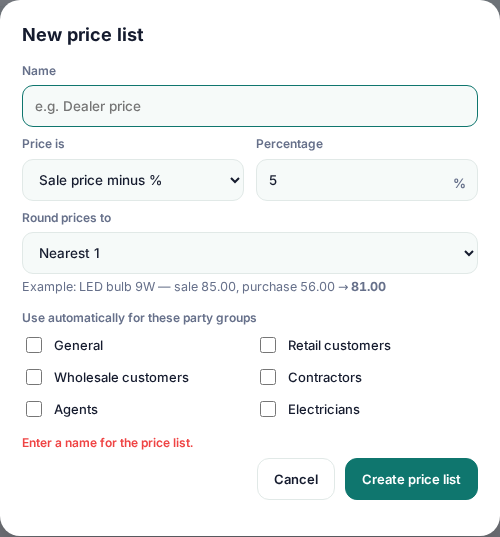 New price list
Name
e.g. Dealer price
Price is Percentage
Sale price minus % 5 %
Round prices to
Nearest 1
Example: LED bulb 9W — sale 85.00, purchase 56.00 → 81.00
Use automatically for these party groups
General Retail customers
Wholesale customers Contractors
Agents Electricians
Enter a name for the price list.
Cancel Create price list